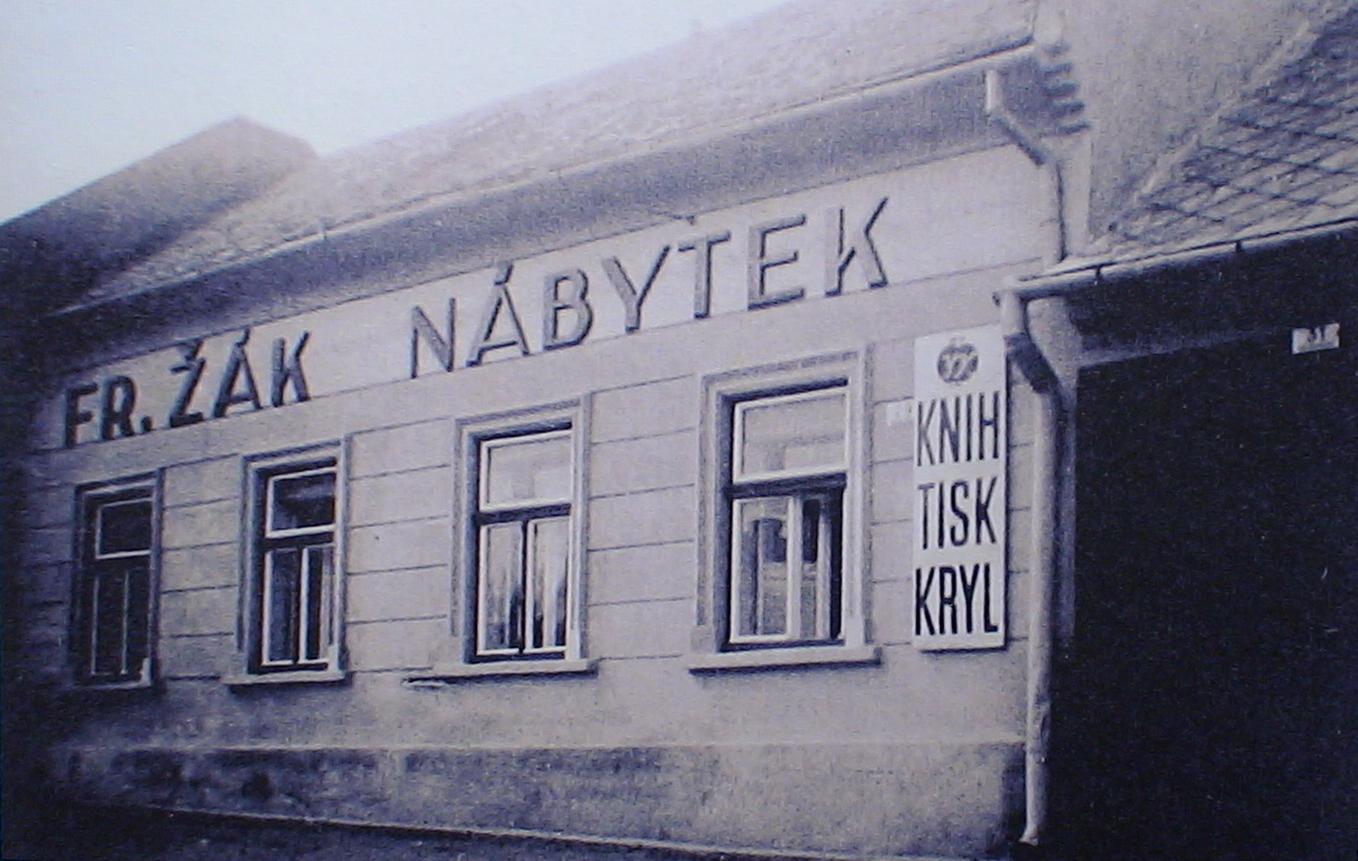 FR. ŽÁK NÁBYTEK
KNIH
TISK
KRYL